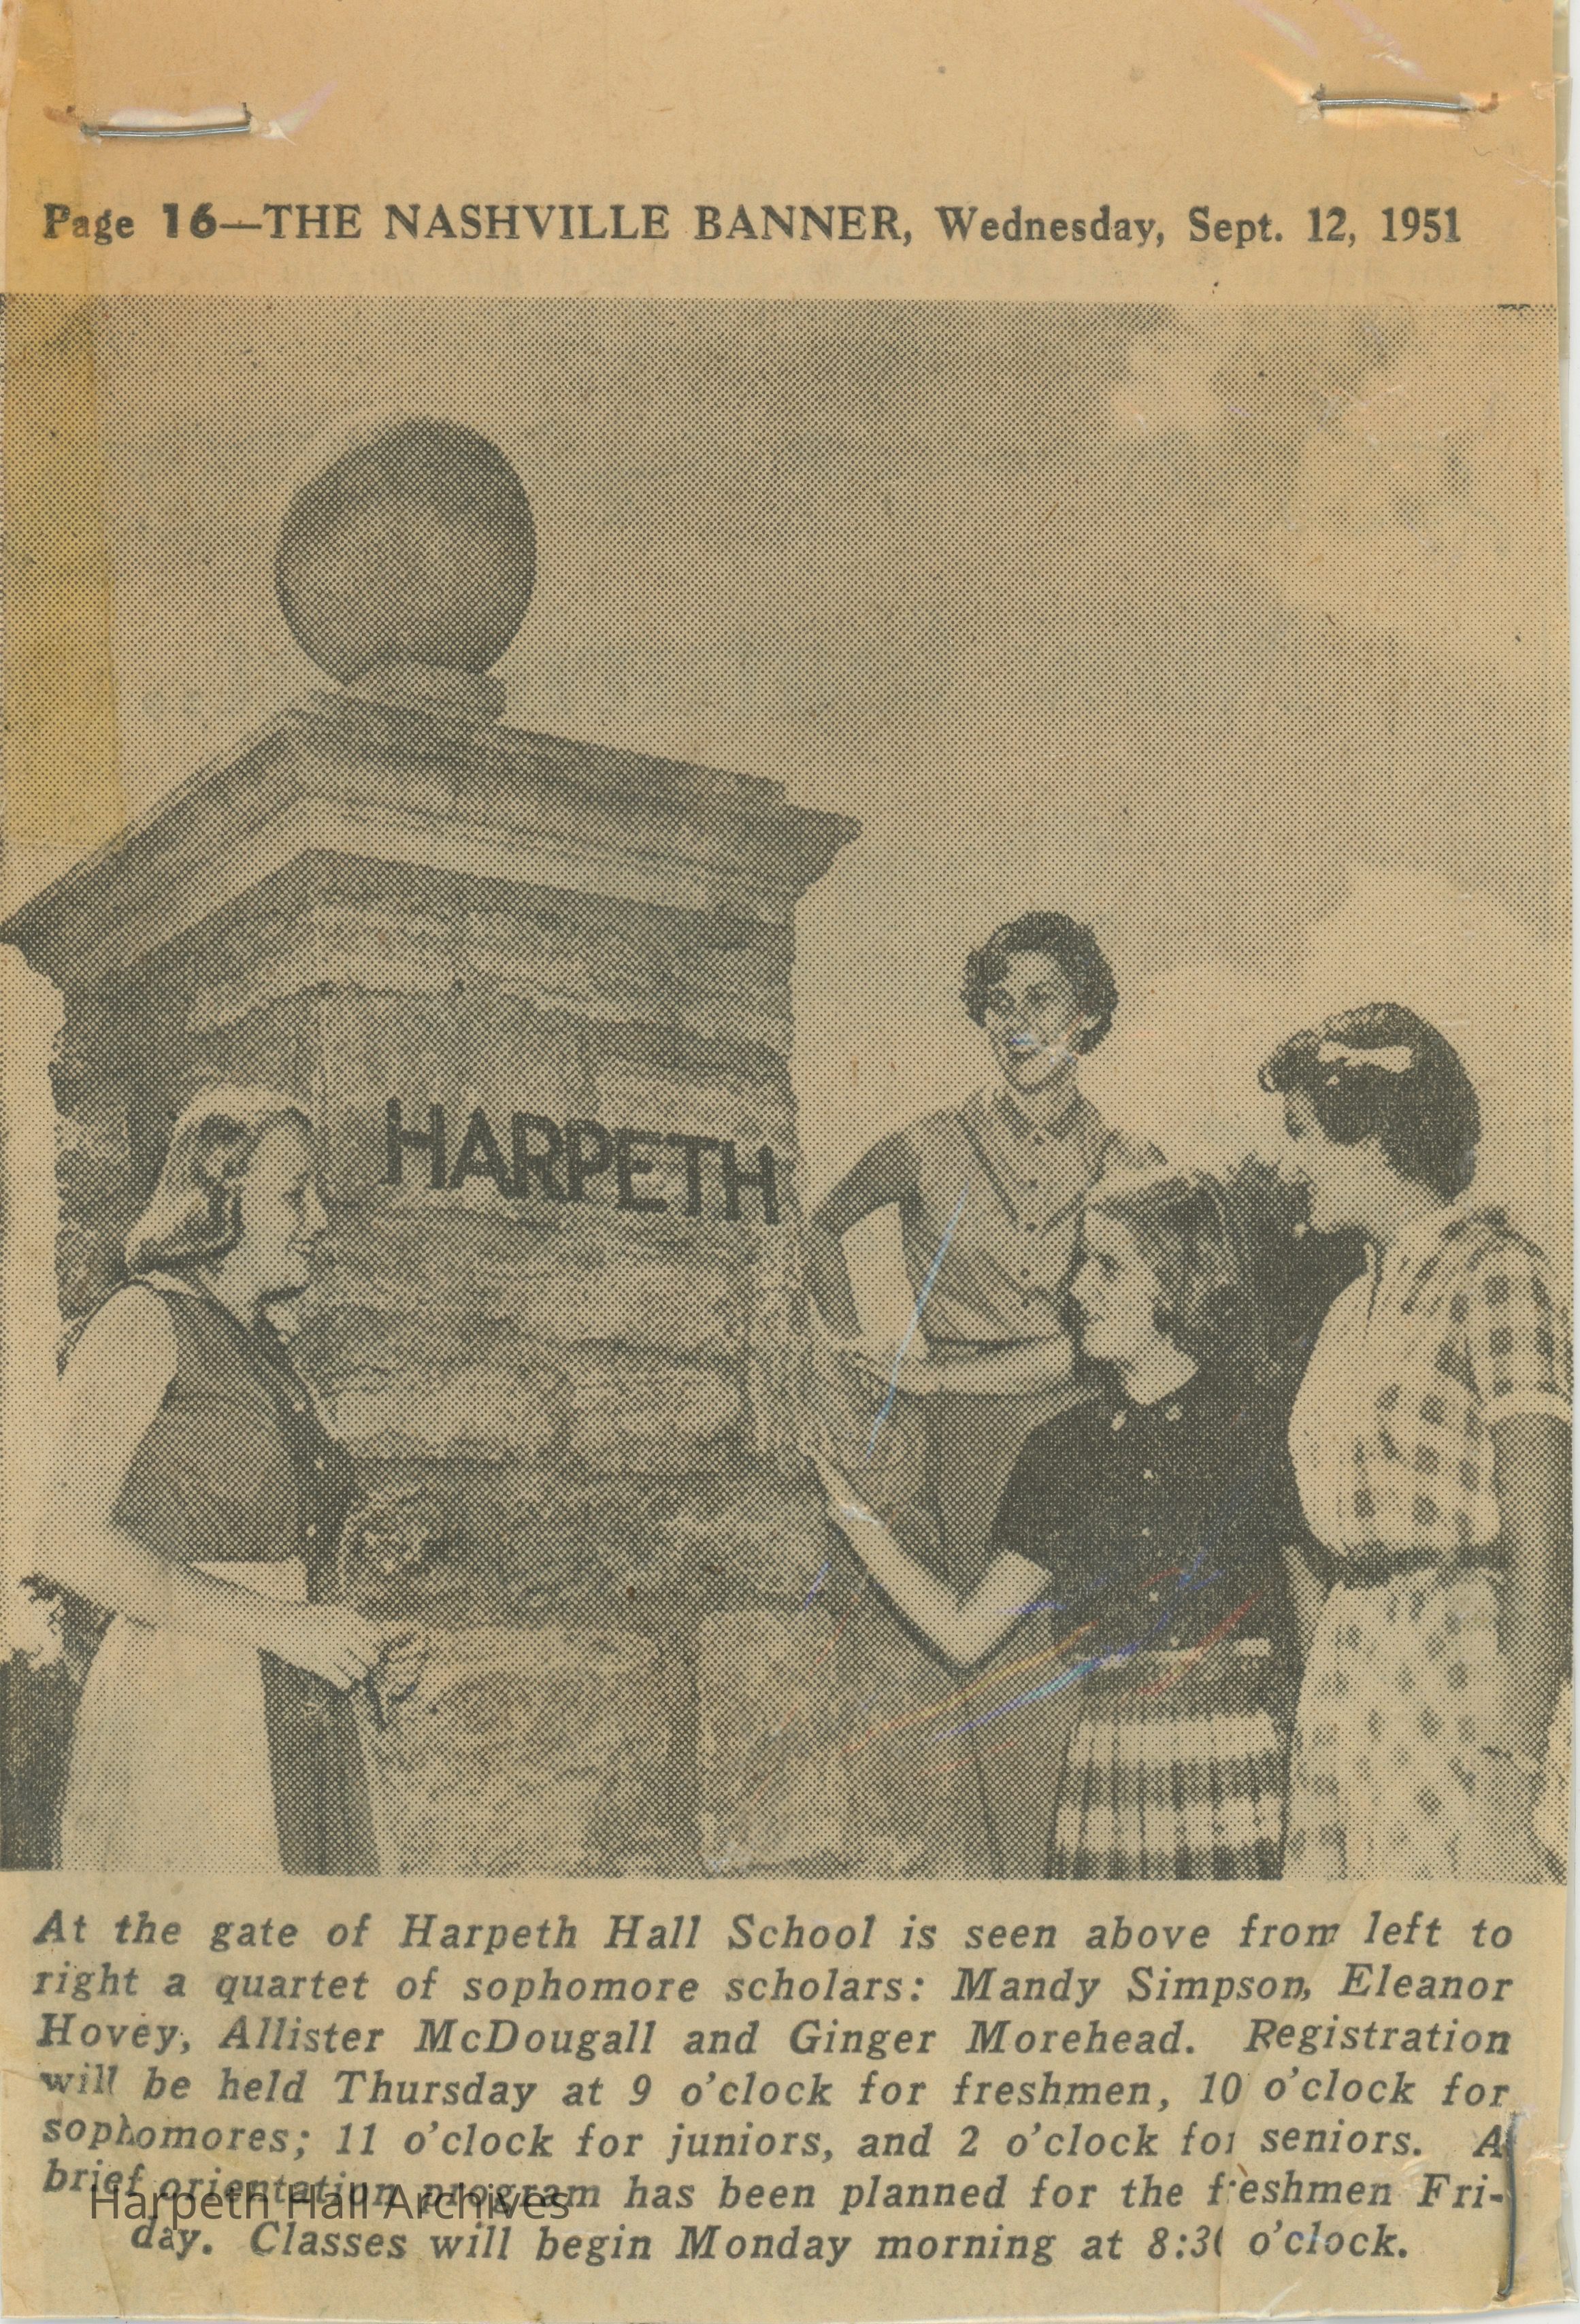 Page 16—THE NASHVILLE BANNER, Wednesday, Sept. 12, 1951
HARPETH
At the gate of Harpeth Hall School is seen above from left to
right a quartet of sophomore scholars: Mandy Simpson, Eleanor
Hovey, Allister McDougall and Ginger Morehead. Registration
will be held Thursday at 9 o'clock for freshmen, 10 o'clock for
sophomores; 11 o'clock for juniors, and 2 o'clock for seniors. A
brief orientation program has been planned for the freshmen Fri-
Harpeth Hall Archives
day. Classes will begin Monday morning at 8:30 o'clock.